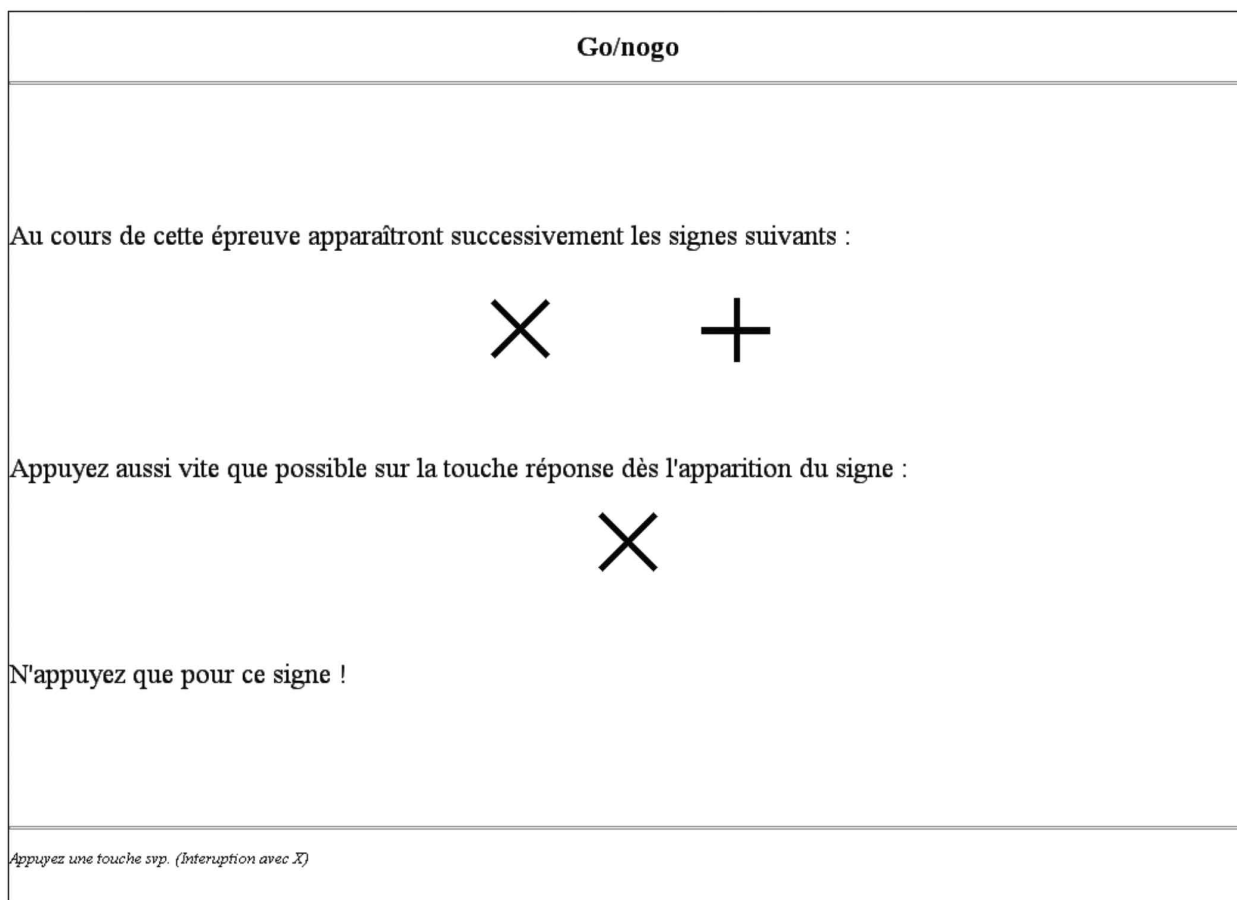 Go/nogo
Au cours de cette épreuve apparaîtront successivement les signes suivants :
× +
Appuyez aussi vite que possible sur la touche réponse dès l'apparition du signe :
×
N'appuyez que pour ce signe !
Appuyez une touche svp. (Interuption avec X)